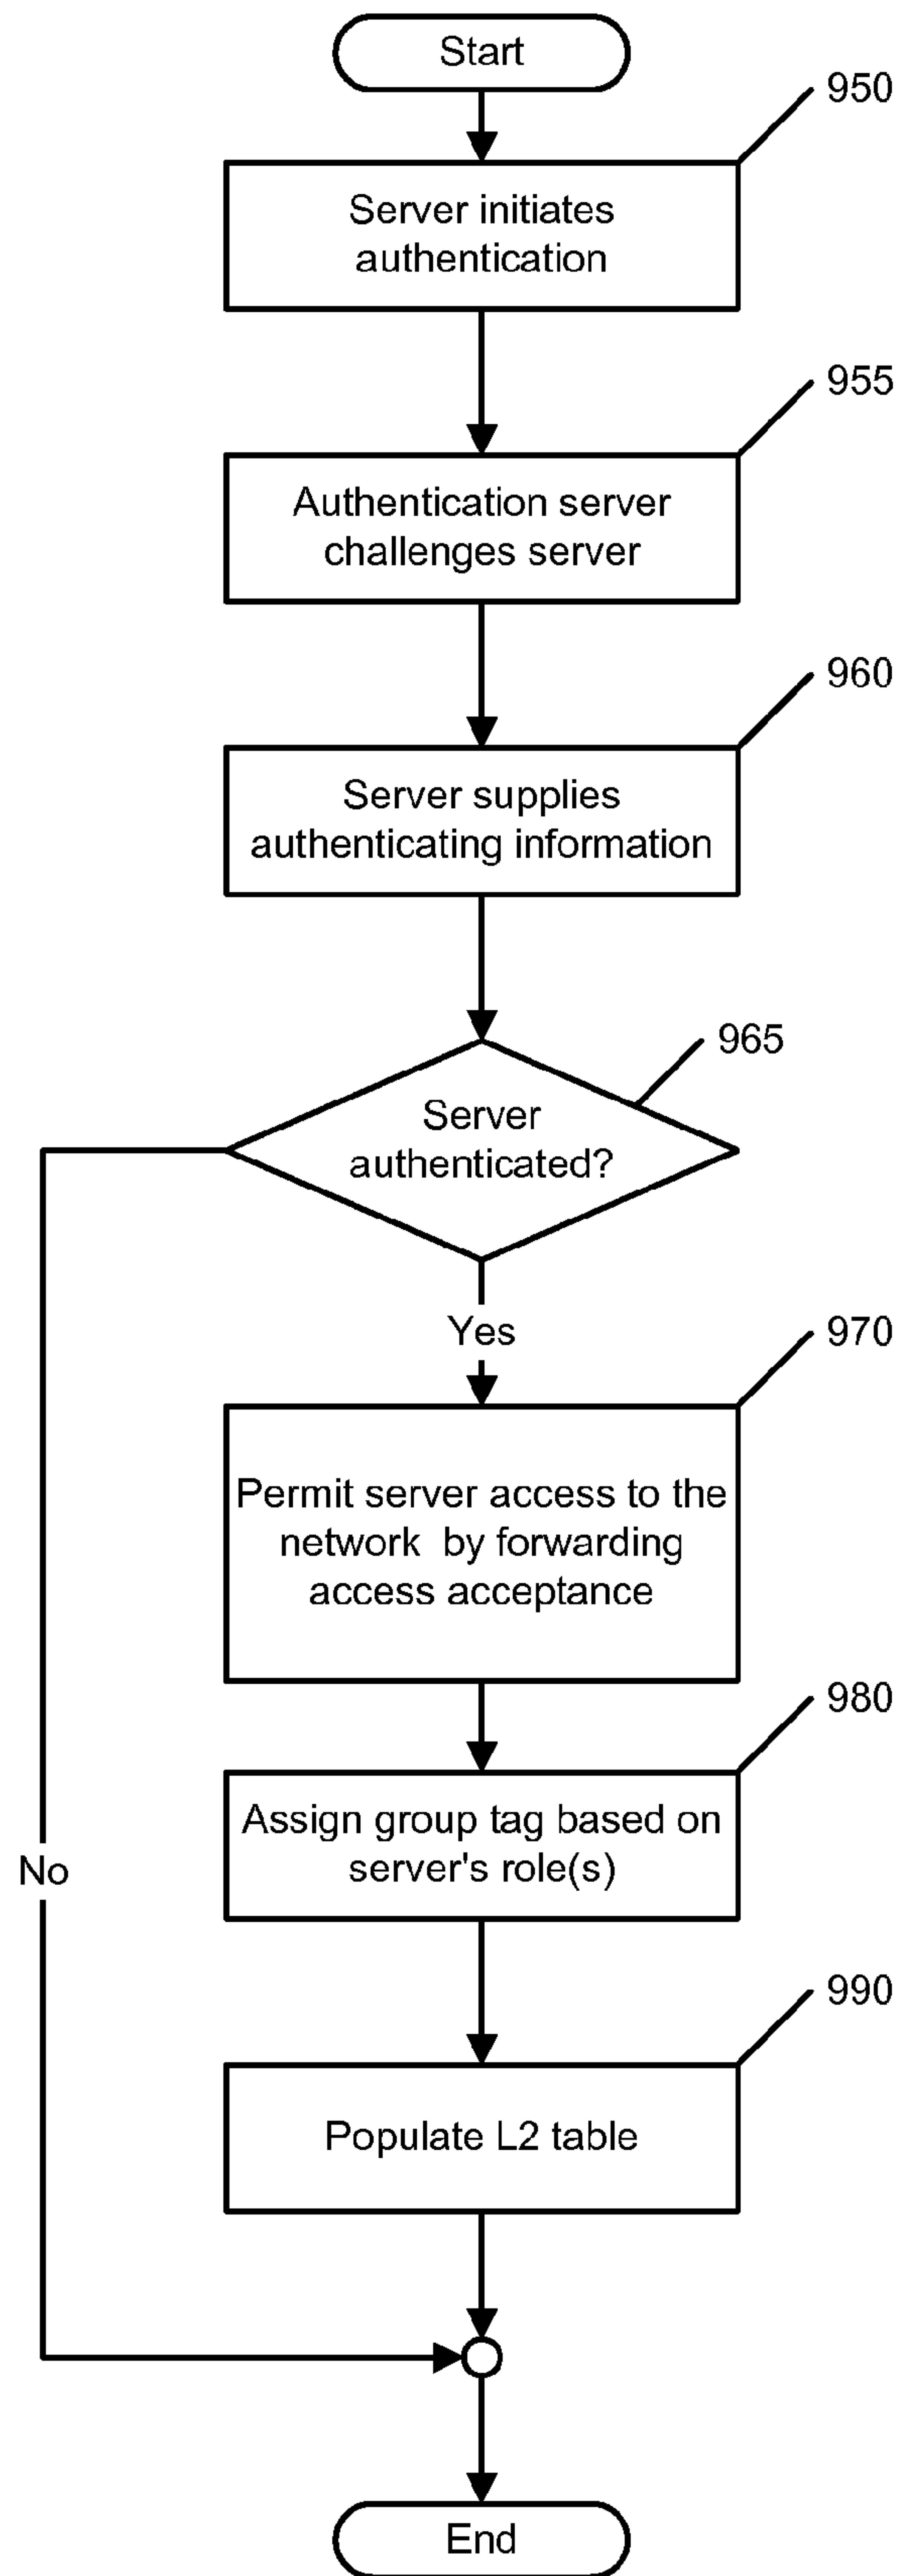 Start
950
Server initiates
authentication
955
Authentication server
challenges server
960
Server supplies
authenticating information
965
Server
authenticated?
Yes
970
Permit server access to the
network by forwarding
access acceptance
980
Assign group tag based on
server's role(s)
No
990
Populate L2 table
End